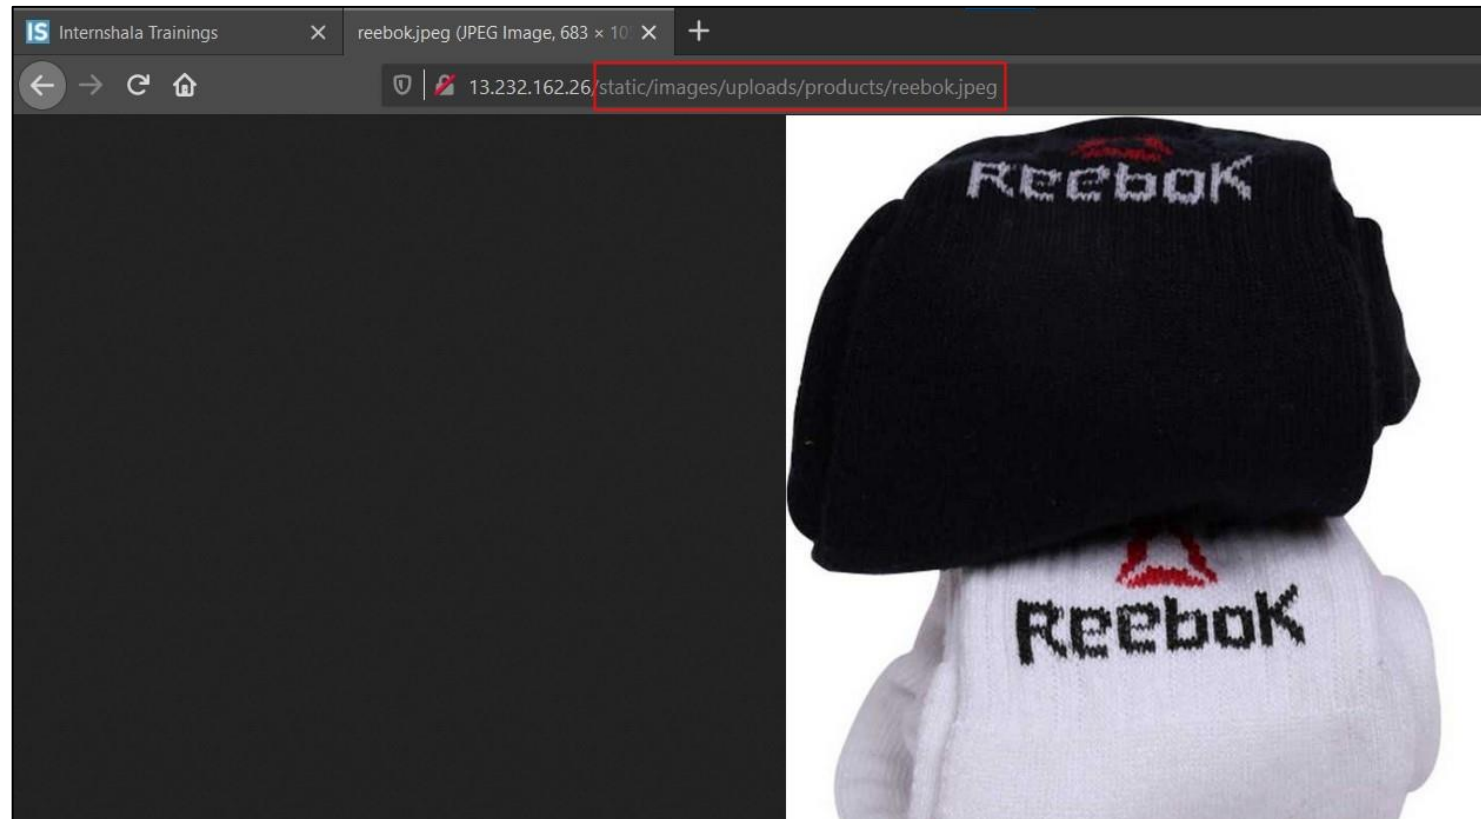 IS Internshala Trainings
reebok.jpeg (JPEG Image, 683 × 10
13.232.162.26/static/images/uploads/products/reebok.jpeg
Reebok
Reebok